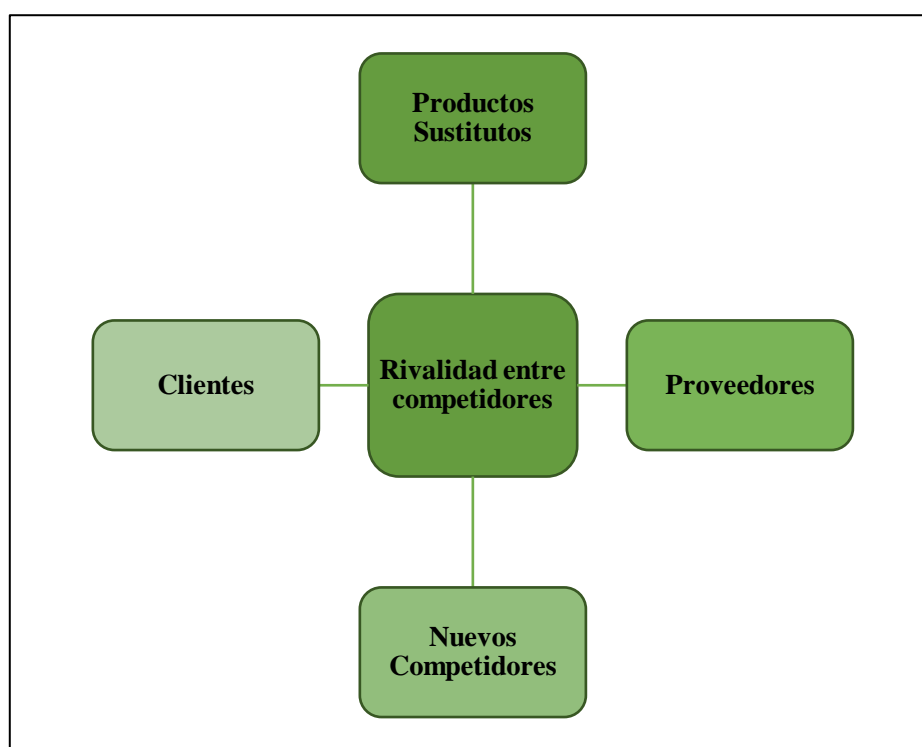 Productos
Sustitutos
Clientes
Rivalidad entre
competidores
Proveedores
Nuevos
Competidores